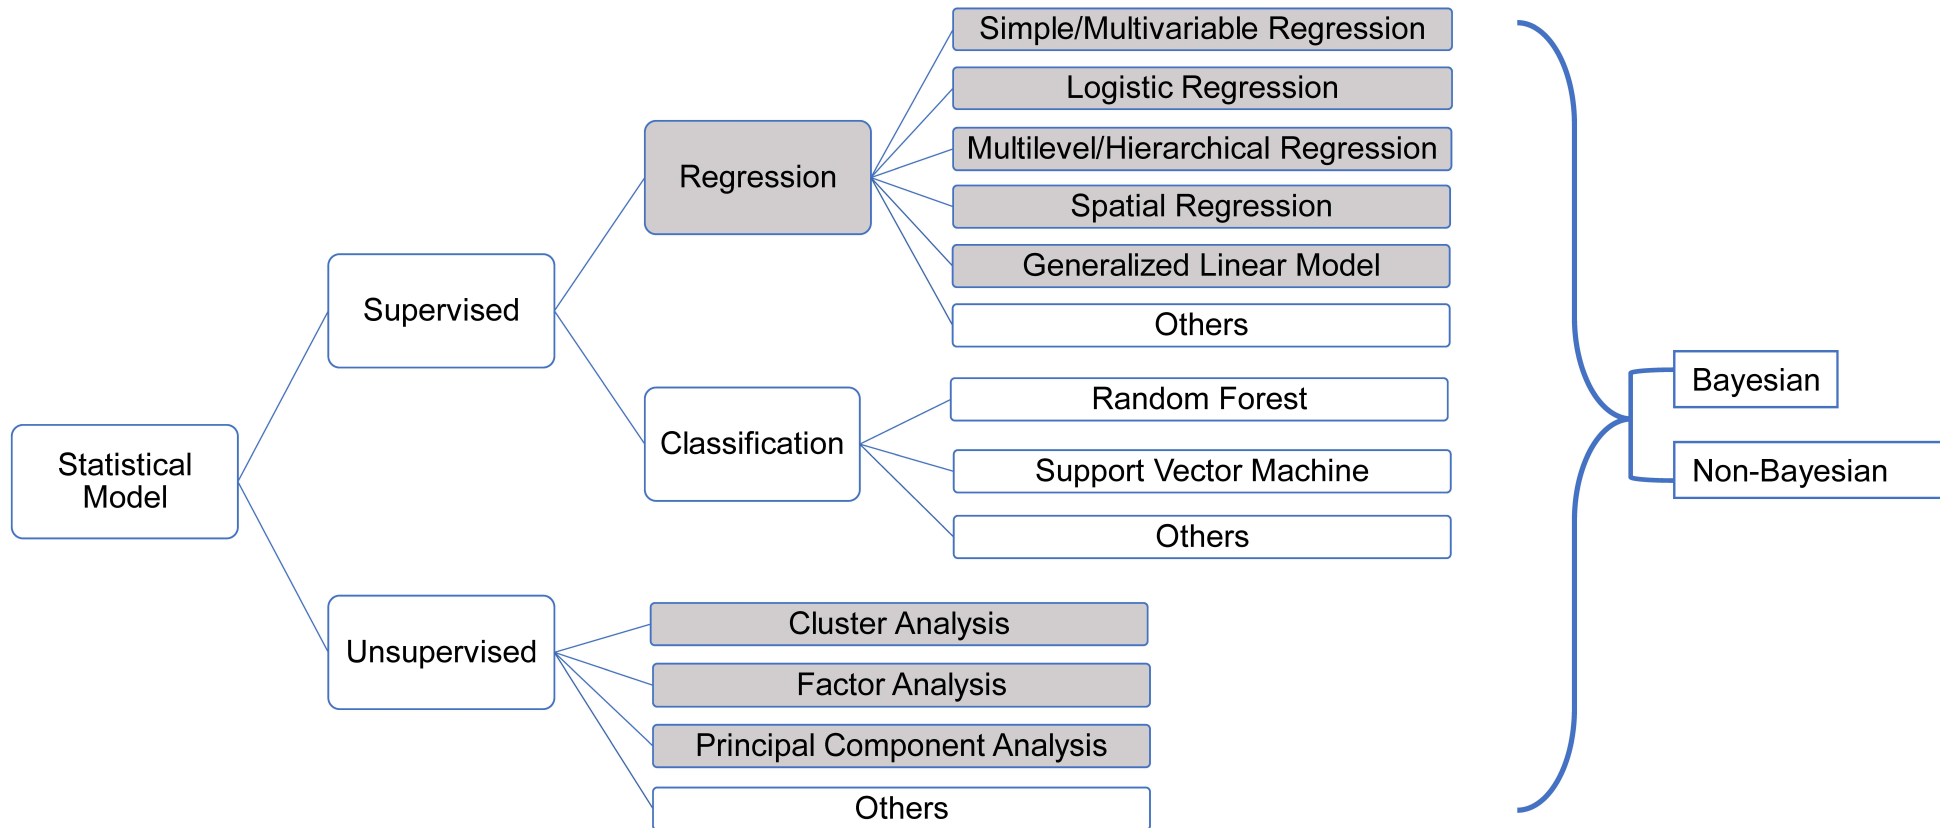 Statistical
Model
Supervised
Unsupervised
Regression
Classification
Simple/Multivariable Regression
Logistic Regression
Multilevel/Hierarchical Regression
Spatial Regression
Generalized Linear Model
Others
Random Forest
Support Vector Machine
Others
Cluster Analysis
Factor Analysis
Principal Component Analysis
Others
Bayesian
Non-Bayesian